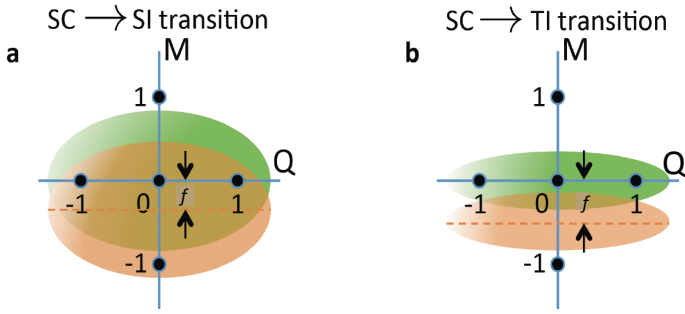 SC → SI transition
a
M
1
Q
-1
0
f
1
-1
SC → TI transition
b
M
1
Q
-1
0
f
1
-1